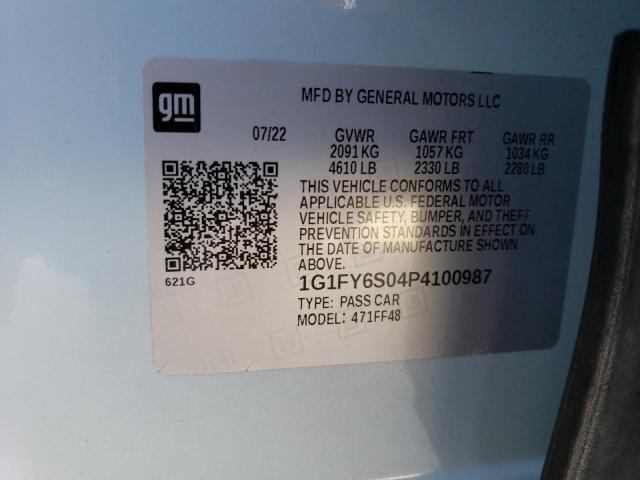 gm
MFD BY GENERAL MOTORS LLC
07/22 GVWR GAWR FRT GAWR RR
2091 KG 1057 KG 1034 KG
4610 LB 2330 LB 2280 LB
THIS VEHICLE CONFORMS TO ALL
APPLICABLE U.S. FEDERAL MOTOR
VEHICLE SAFETY, BUMPER, AND THEFT
PREVENTION STANDARDS IN EFFECT ON
THE DATE OF MANUFACTURE SHOWN
ABOVE.
621G
1G1FY6S04P4100987
TYPE: PASS CAR
MODEL: 471FF48